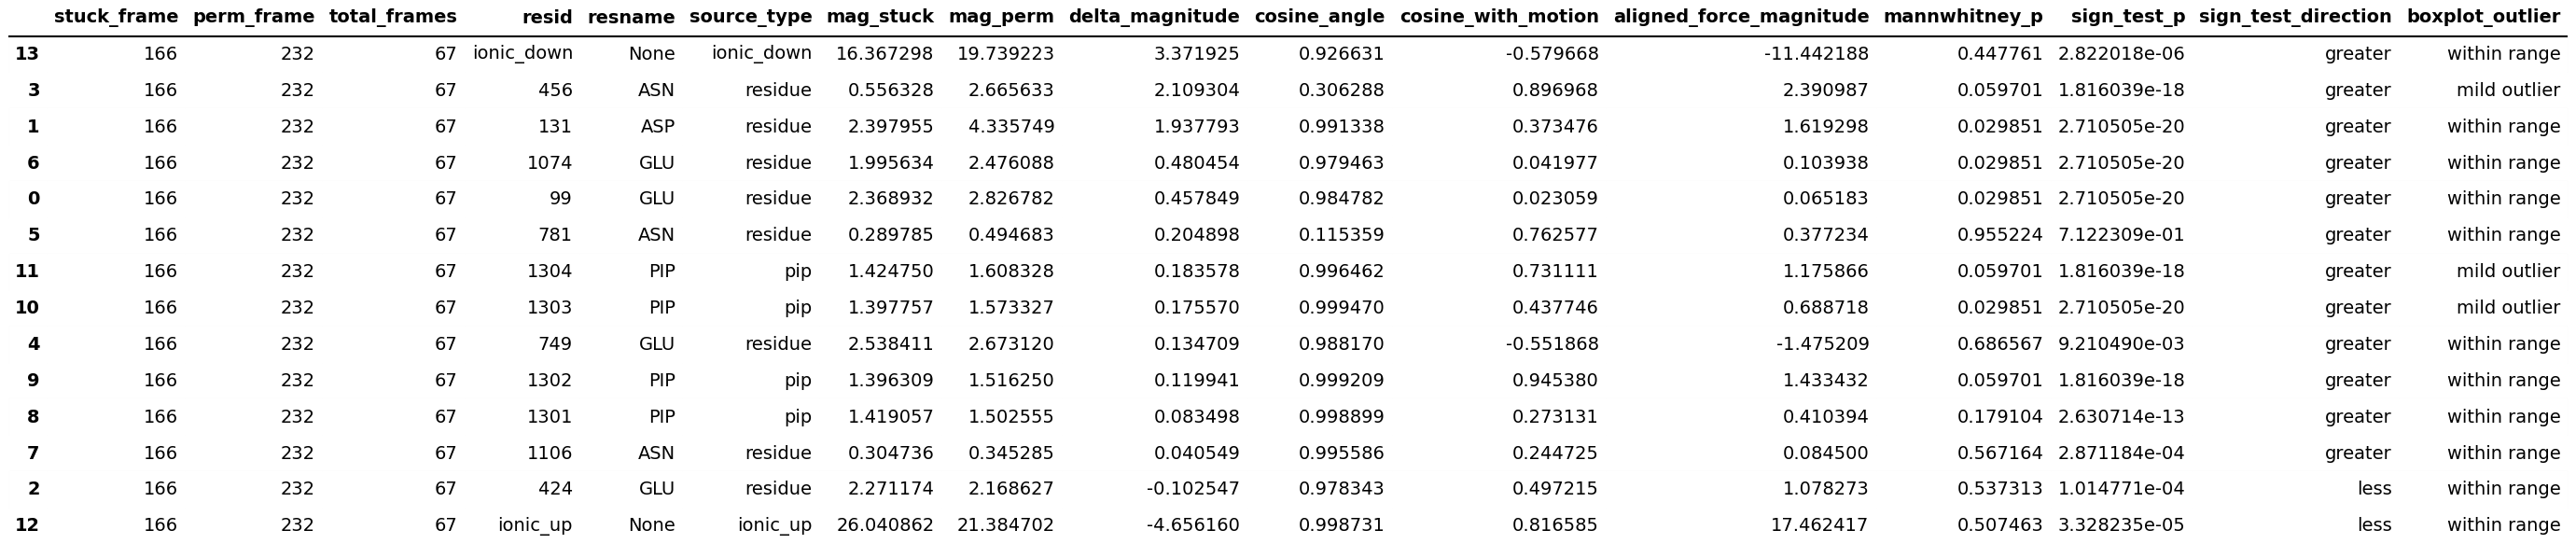 stuck_frame perm_frame total_frames resid resname source_type mag_stuck mag_perm delta_magnitude cosine_angle cosine_with_motion aligned_force_magnitude mannwhitney_p sign_test_p sign_test_direction boxplot_outlier
13 166 232 67 ionic_down None ionic_down 16.367298 19.739223 3.371925 0.926631 -0.579668 -11.442188 0.447761 2.822018e-06 greater within range
3 166 232 67 456 ASN residue 0.556328 2.665633 2.109304 0.306288 0.896968 2.390987 0.059701 1.816039e-18 greater mild outlier
1 166 232 67 131 ASP residue 2.397955 4.335749 1.937793 0.991338 0.373476 1.619298 0.029851 2.710505e-20 greater within range
6 166 232 67 1074 GLU residue 1.995634 2.476088 0.480454 0.979463 0.041977 0.103938 0.029851 2.710505e-20 greater within range
0 166 232 67 99 GLU residue 2.368932 2.826782 0.457849 0.984782 0.023059 0.065183 0.029851 2.710505e-20 greater within range
5 166 232 67 781 ASN residue 0.289785 0.494683 0.204898 0.115359 0.762577 0.377234 0.955224 7.122309e-01 greater within range
11 166 232 67 1304 PIP pip 1.424750 1.608328 0.183578 0.996462 0.731111 1.175866 0.059701 1.816039e-18 greater mild outlier
10 166 232 67 1303 PIP pip 1.397757 1.573327 0.175570 0.999470 0.437746 0.688718 0.029851 2.710505e-20 greater mild outlier
4 166 232 67 749 GLU residue 2.538411 2.673120 0.134709 0.988170 -0.551868 -1.475209 0.686567 9.210490e-03 greater within range
9 166 232 67 1302 PIP pip 1.396309 1.516250 0.119941 0.999209 0.945380 1.433432 0.059701 1.816039e-18 greater within range
8 166 232 67 1301 PIP pip 1.419057 1.502555 0.083498 0.998899 0.273131 0.410394 0.179104 2.630714e-13 greater within range
7 166 232 67 1106 ASN residue 0.304736 0.345285 0.040549 0.995586 0.244725 0.084500 0.567164 2.871184e-04 greater within range
2 166 232 67 424 GLU residue 2.271174 2.168627 -0.102547 0.978343 0.497215 1.078273 0.537313 1.014771e-04 less within range
12 166 232 67 ionic_up None ionic_up 26.040862 21.384702 -4.656160 0.998731 0.816585 17.462417 0.507463 3.328235e-05 less within range